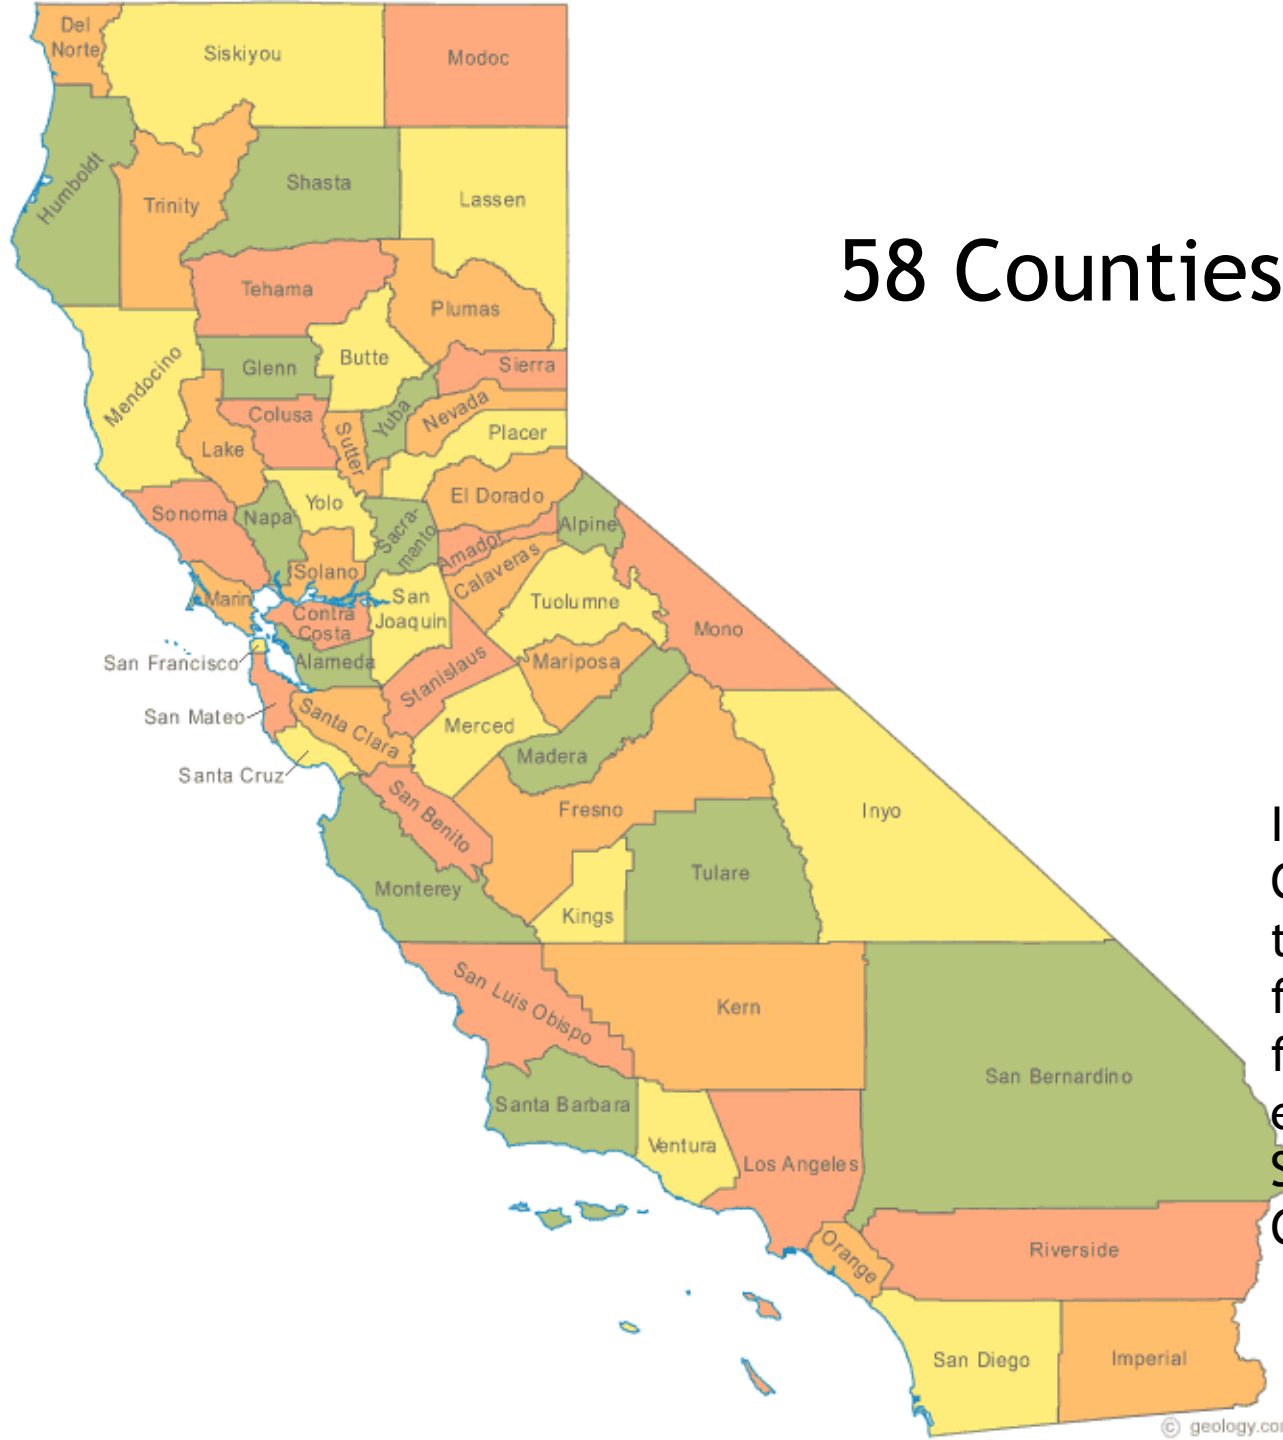 Del
Norte
Siskiyou
Modoc
Humboldt
Trinity
Shasta
Lassen
58 Counties
Tehama
Plumas
Mendocino
Glenn
Butte
Sierra
Colusa
Yuba
Nevada
Lake
Sutter
Placer
Sonoma
Napa
Yolo
El Dorado
Sacra-
mento
Alpine
Amador
Solano
Calaveras
Marin
San
Joaquin
Tuolumne
Contra
Costa
Mono
San Francisco
Alameda
Stanislaus
Mariposa
San Mateo
Santa Clara
Merced
Madera
Santa Cruz
San Benito
Fresno
Inyo
Monterey
Kings
Tulare
San Luis Obispo
Kern
San Bernardino
Santa Barbara
Ventura
Los Angeles
Orange
Riverside
San Diego
Imperial
© geology.com